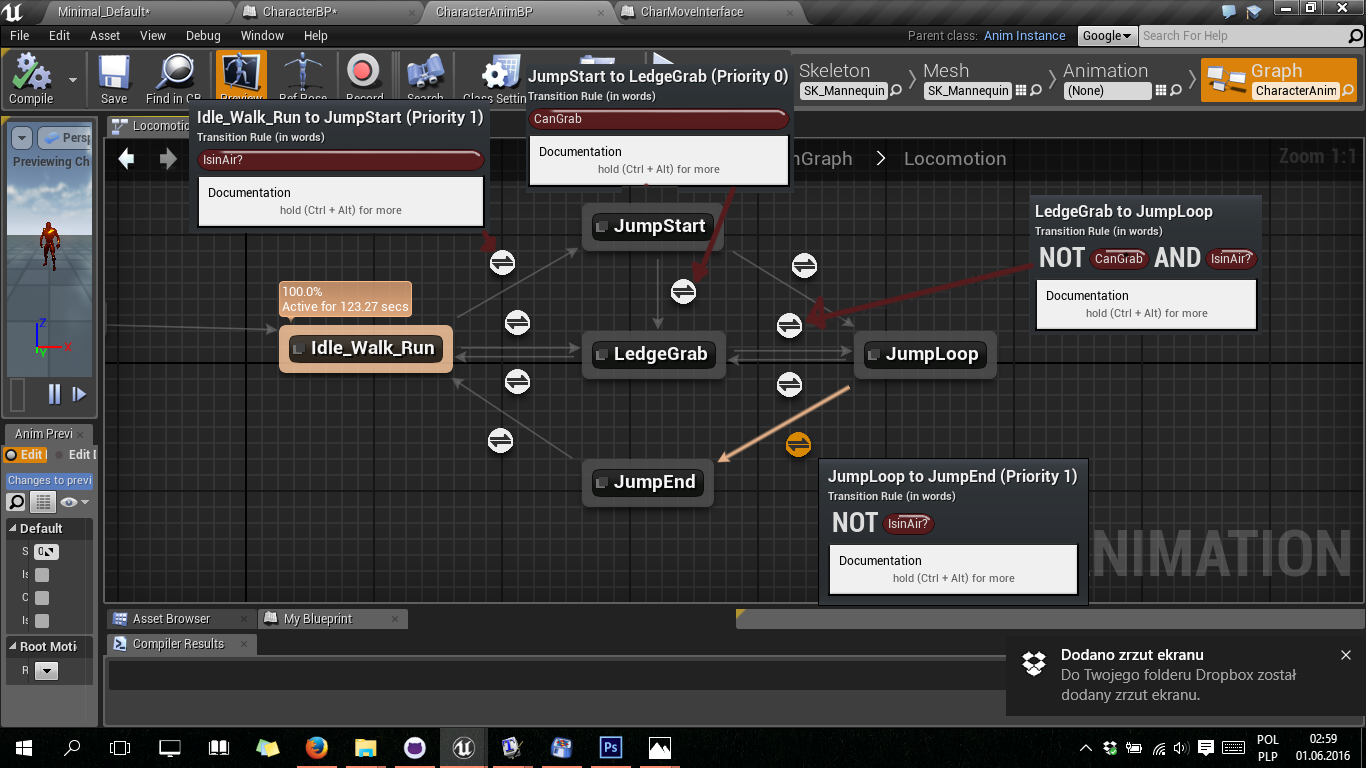 Minimal_Default*
CharacterBP*
CharacterAnimBP
CharMoveInterface
File Edit Asset View Debug Window Help
Parent class: Anim Instance
Google
Search For Help
Compile
Save
Find in CB
Preview
Ref Pose
Record
Search
Class Settin
Skeleton
SK_Mannequin
Mesh
SK_Mannequin
Animation
(None)
Graph
CharacterAnim
JumpStart to LedgeGrab (Priority 0)
Transition Rule (in words)
CanGrab
Documentation
hold (Ctrl + Alt) for more
Idle_Walk_Run to JumpStart (Priority 1)
Transition Rule (in words)
IsinAir?
Documentation
hold (Ctrl + Alt) for more
Locomotio
Persp
Previewing Ch
nGraph > Locomotion
Zoom 1:1
LedgeGrab to JumpLoop
Transition Rule (in words)
NOT CanGrab AND IsinAir?
Documentation
hold (Ctrl + Alt) for more
JumpStart
100.0%
Active for 123.27 secs
Idle_Walk_Run
LedgeGrab
JumpLoop
JumpEnd
JumpLoop to JumpEnd (Priority 1)
Transition Rule (in words)
NOT IsinAir?
Documentation
hold (Ctrl + Alt) for more
NIMATION
Z
X
Y
Anim Previ
Edit
Edit
Changes to previ
Default
S
Is
C
Is
Root Moti
R
Asset Browser
My Blueprint
Compiler Results
Dodano zrzut ekranu
Do Twojego folderu Dropbox został
dodany zrzut ekranu.
Ps
POL
PLP
02:59
01.06.2016